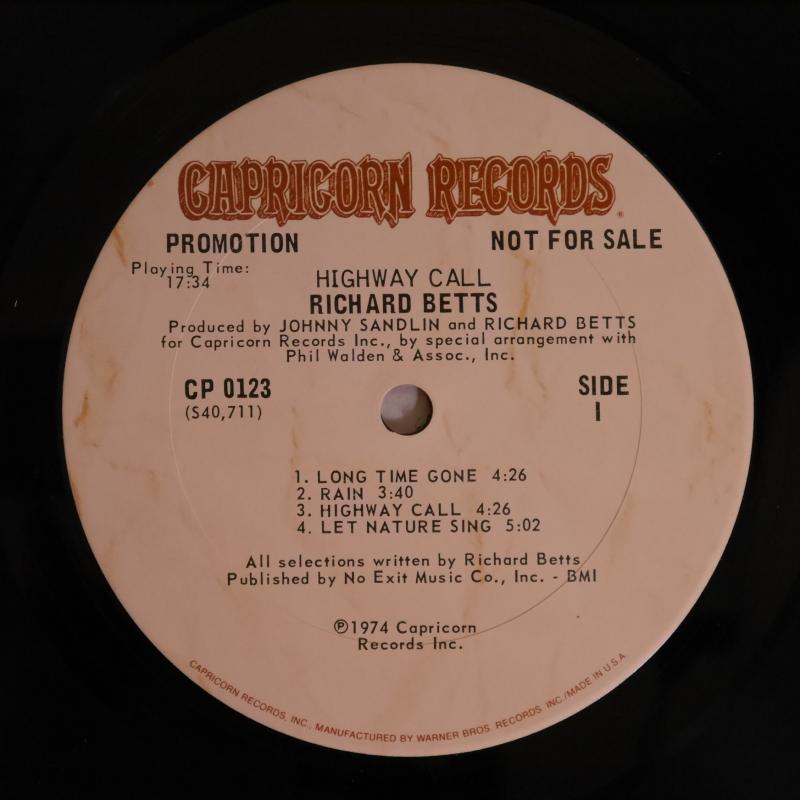 CAPRICORN RECORDS
PROMOTION NOT FOR SALE
Playing Time:
17:34
HIGHWAY CALL
RICHARD BETTS
Produced by JOHNNY SANDLIN and RICHARD BETTS
for Capricorn Records Inc., by special arrangement with
Phil Walden & Assoc., Inc.
CP 0123
(S40,711)
SIDE
1
1. LONG TIME GONE 4:26
2. RAIN 3:40
3. HIGHWAY CALL 4:26
4. LET NATURE SING 5:02
All selections written by Richard Betts
Published by No Exit Music Co., Inc. - BMI
℗1974 Capricorn
Records Inc.
CAPRICORN RECORDS, INC., MANUFACTURED BY WARNER BROS. RECORDS INC./MADE IN U.S.A.